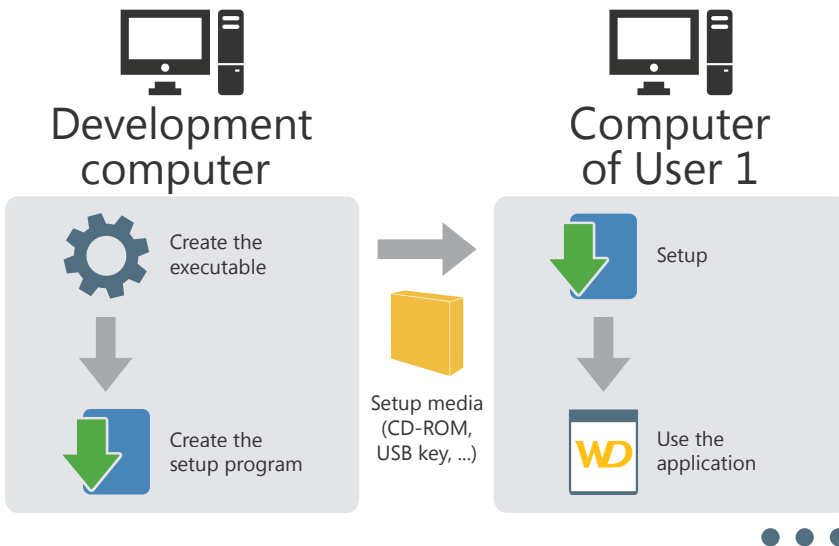 Development
computer
Create the
executable
Create the
setup program
Setup media
(CD-ROM,
USB key, ...)
Computer
of User 1
Setup
WD
Use the
application